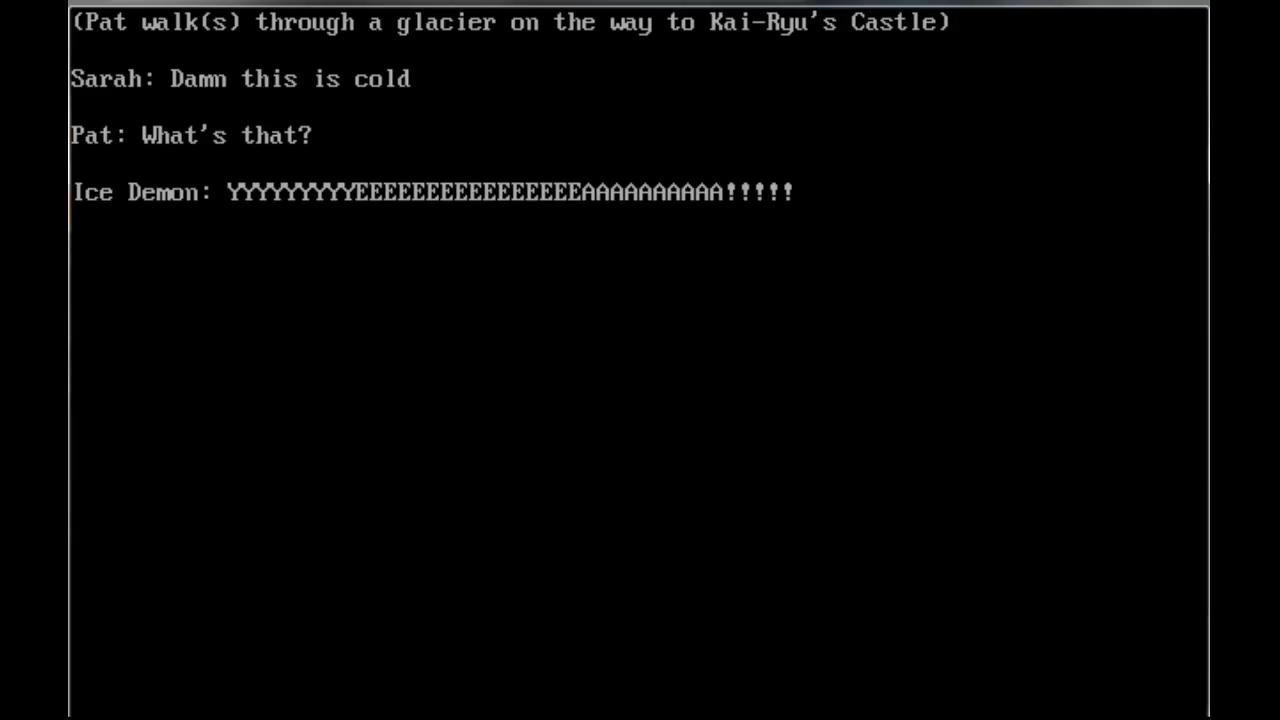 (Pat walk(s) through a glacier on the way to Kai-Ryu's Castle)
Sarah: Damn this is cold
Pat: What's that?
Ice Demon: YYYYYYYYYEEEEEEEEEEEEEEEEAAAAAAAAAA!!!!!